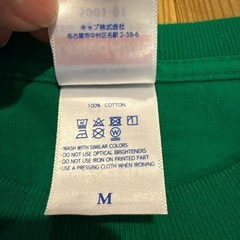 キャブ株式会社
名古屋市中村区名駅2-38-6
100% COTTON
WASH WITH SIMILAR COLORS
DO NOT USE OPTICAL BRIGHTENERS
DO NOT USE IRON ON PRINTED PART
USE A PRESSING CLOTH WHEN IRONING
M